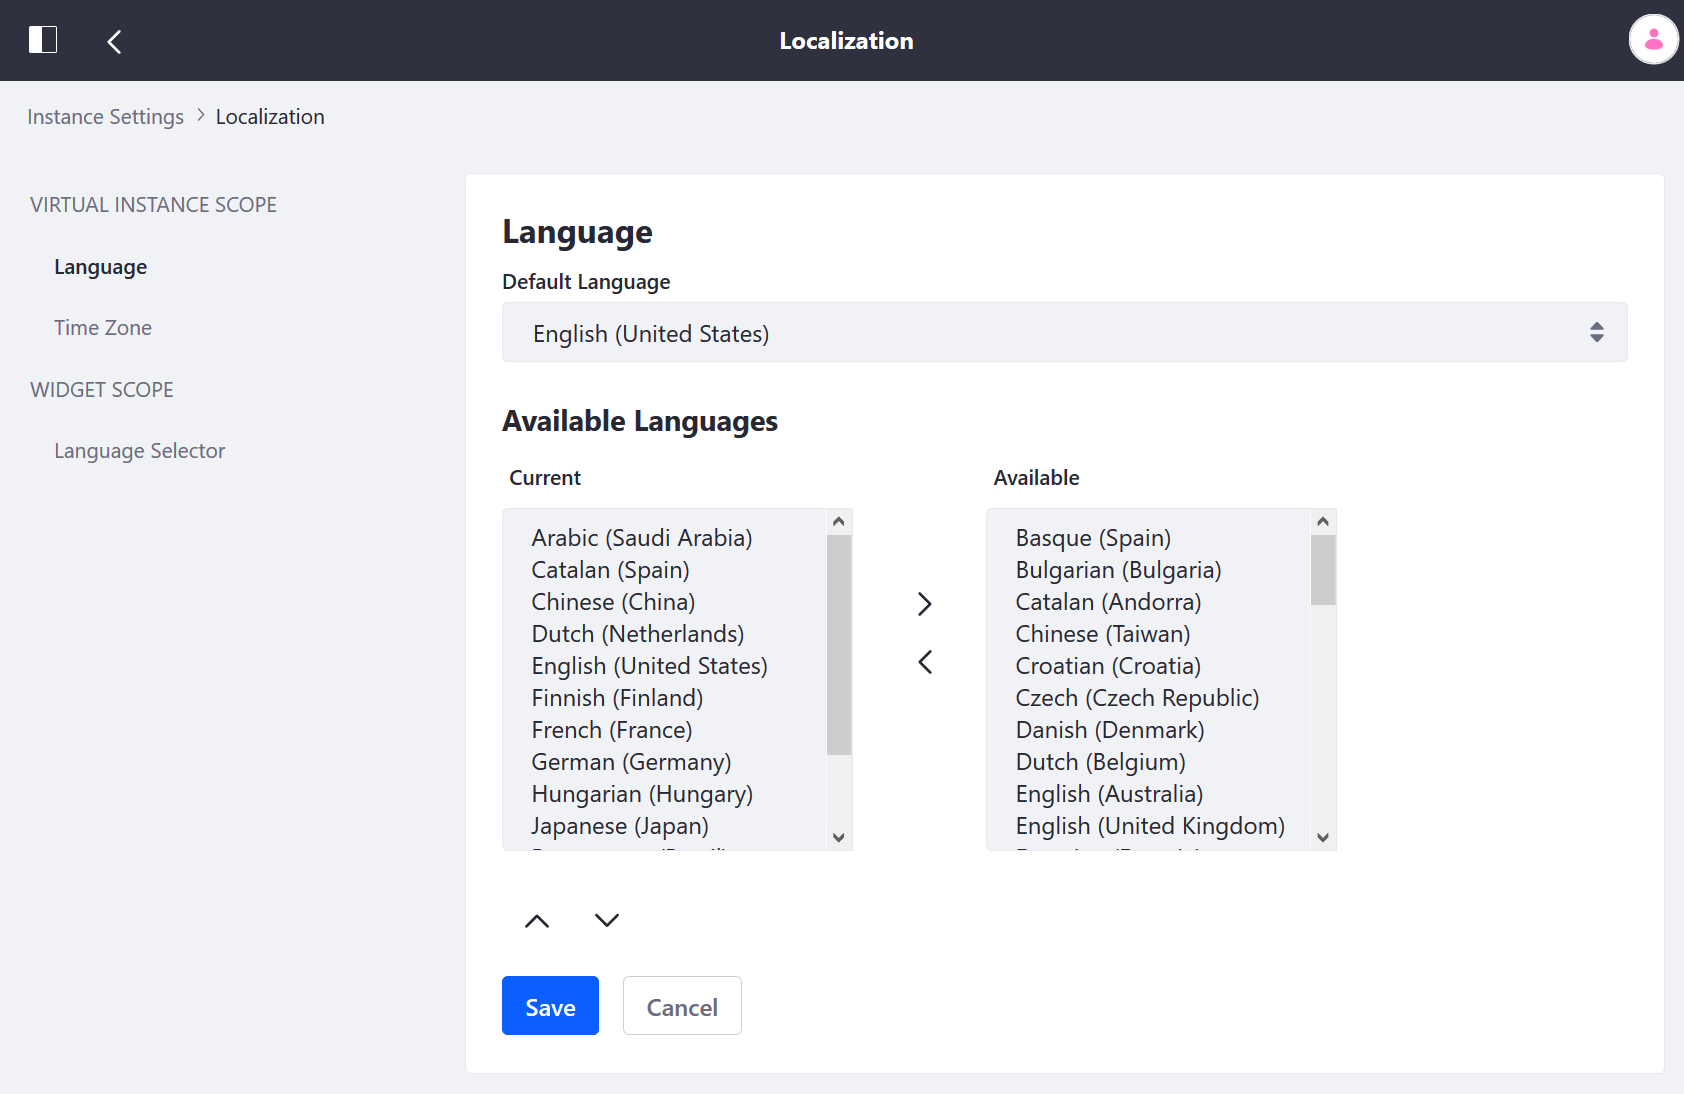 Localization
Instance Settings > Localization
VIRTUAL INSTANCE SCOPE
Language
Time Zone
WIDGET SCOPE
Language Selector
Language
Default Language
English (United States)
Available Languages
Current
Arabic (Saudi Arabia)
Catalan (Spain)
Chinese (China)
Dutch (Netherlands)
English (United States)
Finnish (Finland)
French (France)
German (Germany)
Hungarian (Hungary)
Japanese (Japan)
Available
Basque (Spain)
Bulgarian (Bulgaria)
Catalan (Andorra)
Chinese (Taiwan)
Croatian (Croatia)
Czech (Czech Republic)
Danish (Denmark)
Dutch (Belgium)
English (Australia)
English (United Kingdom)
Save
Cancel